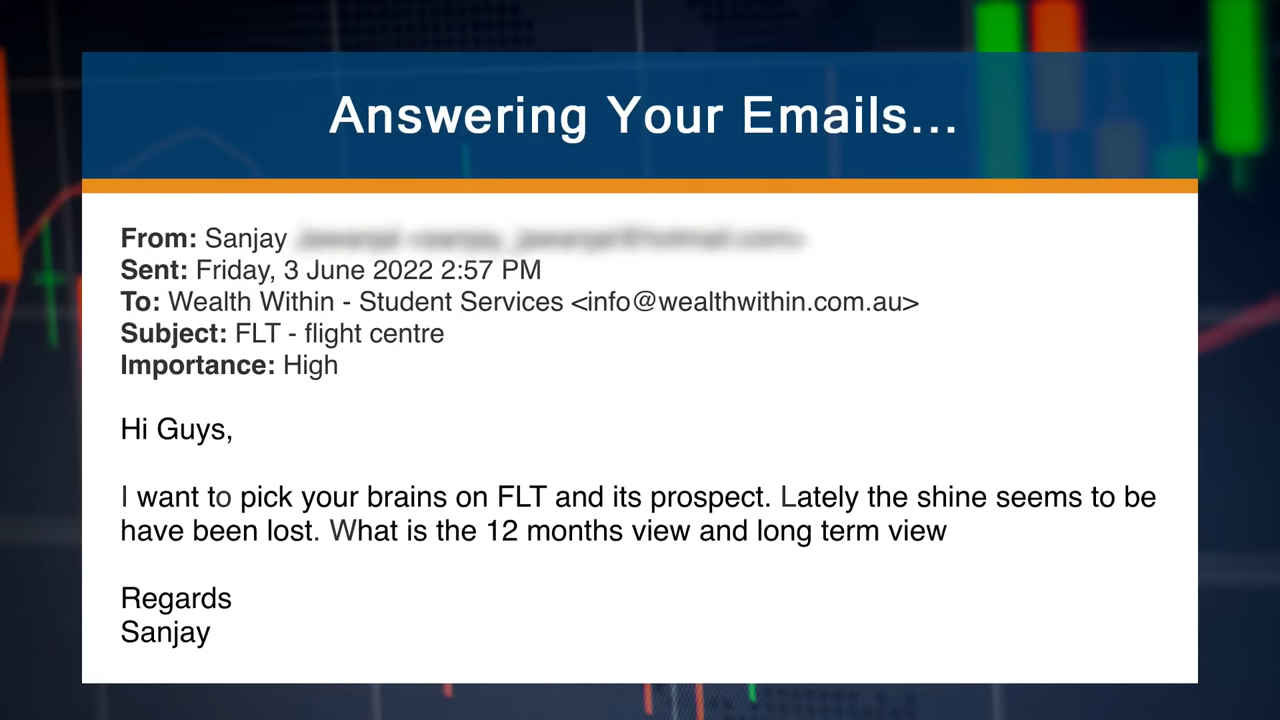 Answering Your Emails...
From: Sanjay
Sent: Friday, 3 June 2022 2:57 PM
To: Wealth Within - Student Services <info@wealthwithin.com.au>
Subject: FLT - flight centre
Importance: High
Hi Guys,
I want to pick your brains on FLT and its prospect. Lately the shine seems to be
have been lost. What is the 12 months view and long term view
Regards
Sanjay